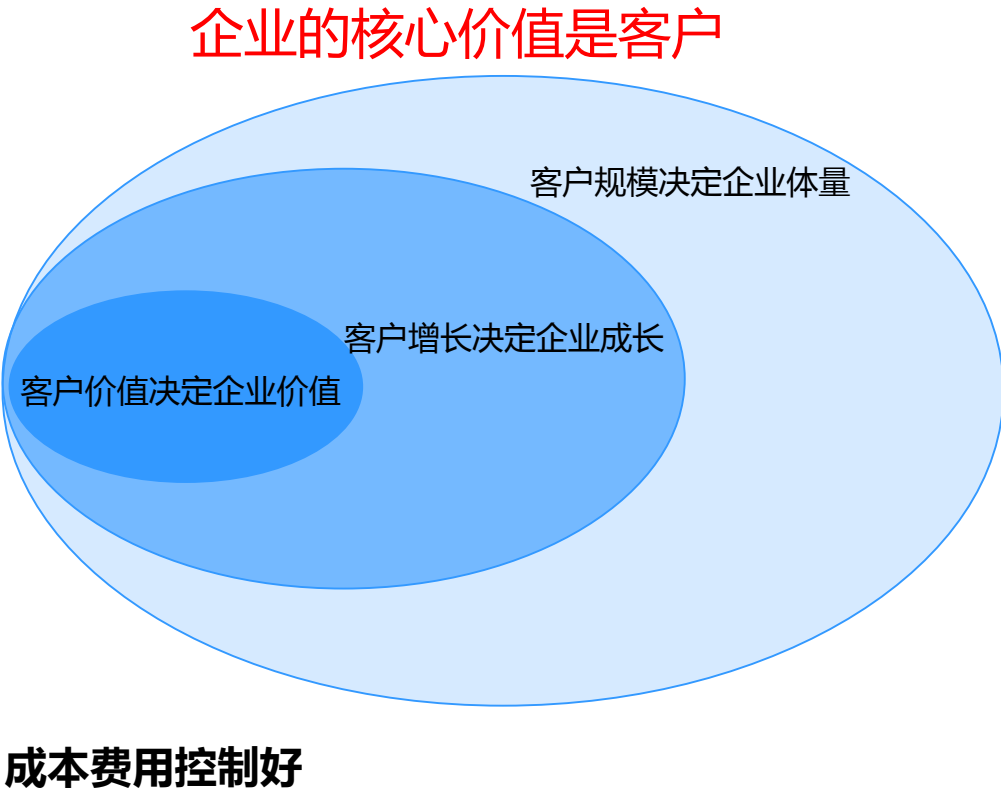 企业的核心价值是客户
客户规模决定企业体量
客户增长决定企业成长
客户价值决定企业价值
成本费用控制好